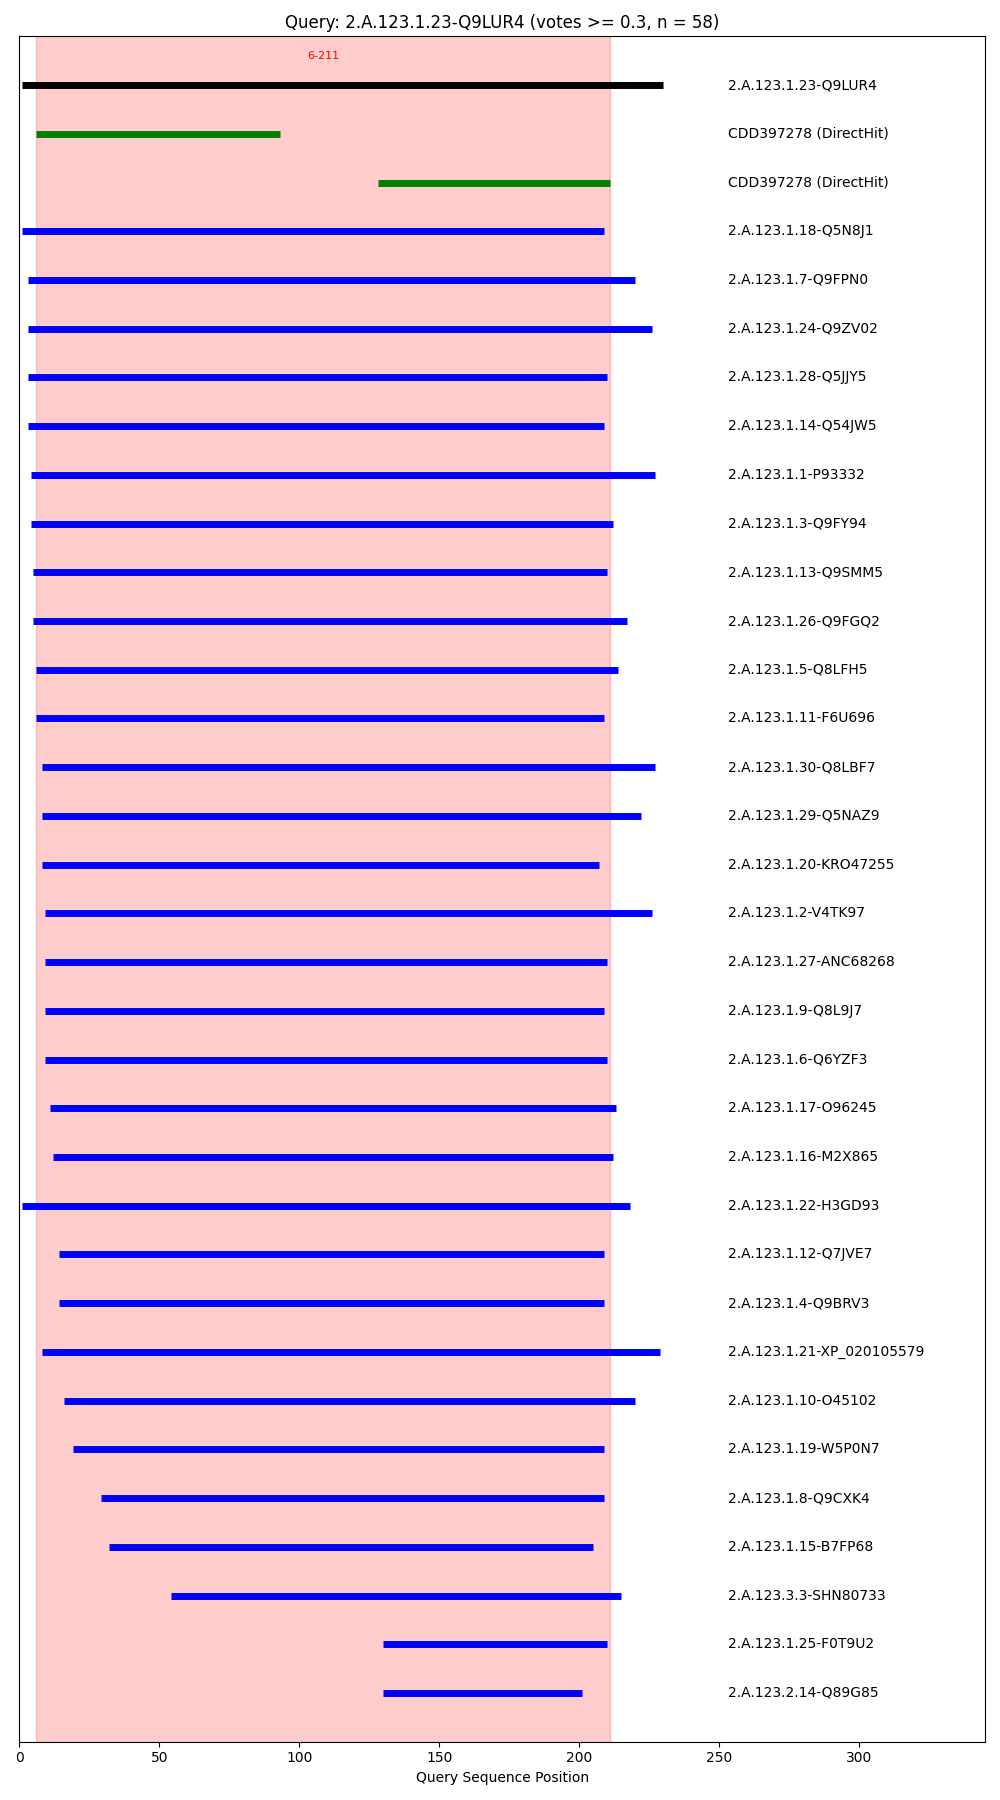 Query: 2.A.123.1.23-Q9LUR4 (votes >= 0.3, n = 58)
6-211
2.A.123.1.23-Q9LUR4
CDD397278 (DirectHit)
CDD397278 (DirectHit)
2.A.123.1.18-Q5N8J1
2.A.123.1.7-Q9FPN0
2.A.123.1.24-Q9ZV02
2.A.123.1.28-Q5JJY5
2.A.123.1.14-Q54JW5
2.A.123.1.1-P93332
2.A.123.1.3-Q9FY94
2.A.123.1.13-Q9SMM5
2.A.123.1.26-Q9FGQ2
2.A.123.1.5-Q8LFH5
2.A.123.1.11-F6U696
2.A.123.1.30-Q8LBF7
2.A.123.1.29-Q5NAZ9
2.A.123.1.20-KRO47255
2.A.123.1.2-V4TK97
2.A.123.1.27-ANC68268
2.A.123.1.9-Q8L9J7
2.A.123.1.6-Q6YZF3
2.A.123.1.17-O96245
2.A.123.1.16-M2X865
2.A.123.1.22-H3GD93
2.A.123.1.12-Q7JVE7
2.A.123.1.4-Q9BRV3
2.A.123.1.21-XP_020105579
2.A.123.1.10-O45102
2.A.123.1.19-W5P0N7
2.A.123.1.8-Q9CXK4
2.A.123.1.15-B7FP68
2.A.123.3.3-SHN80733
2.A.123.1.25-F0T9U2
2.A.123.2.14-Q89G85
0 50 100 150 200 250 300
Query Sequence Position